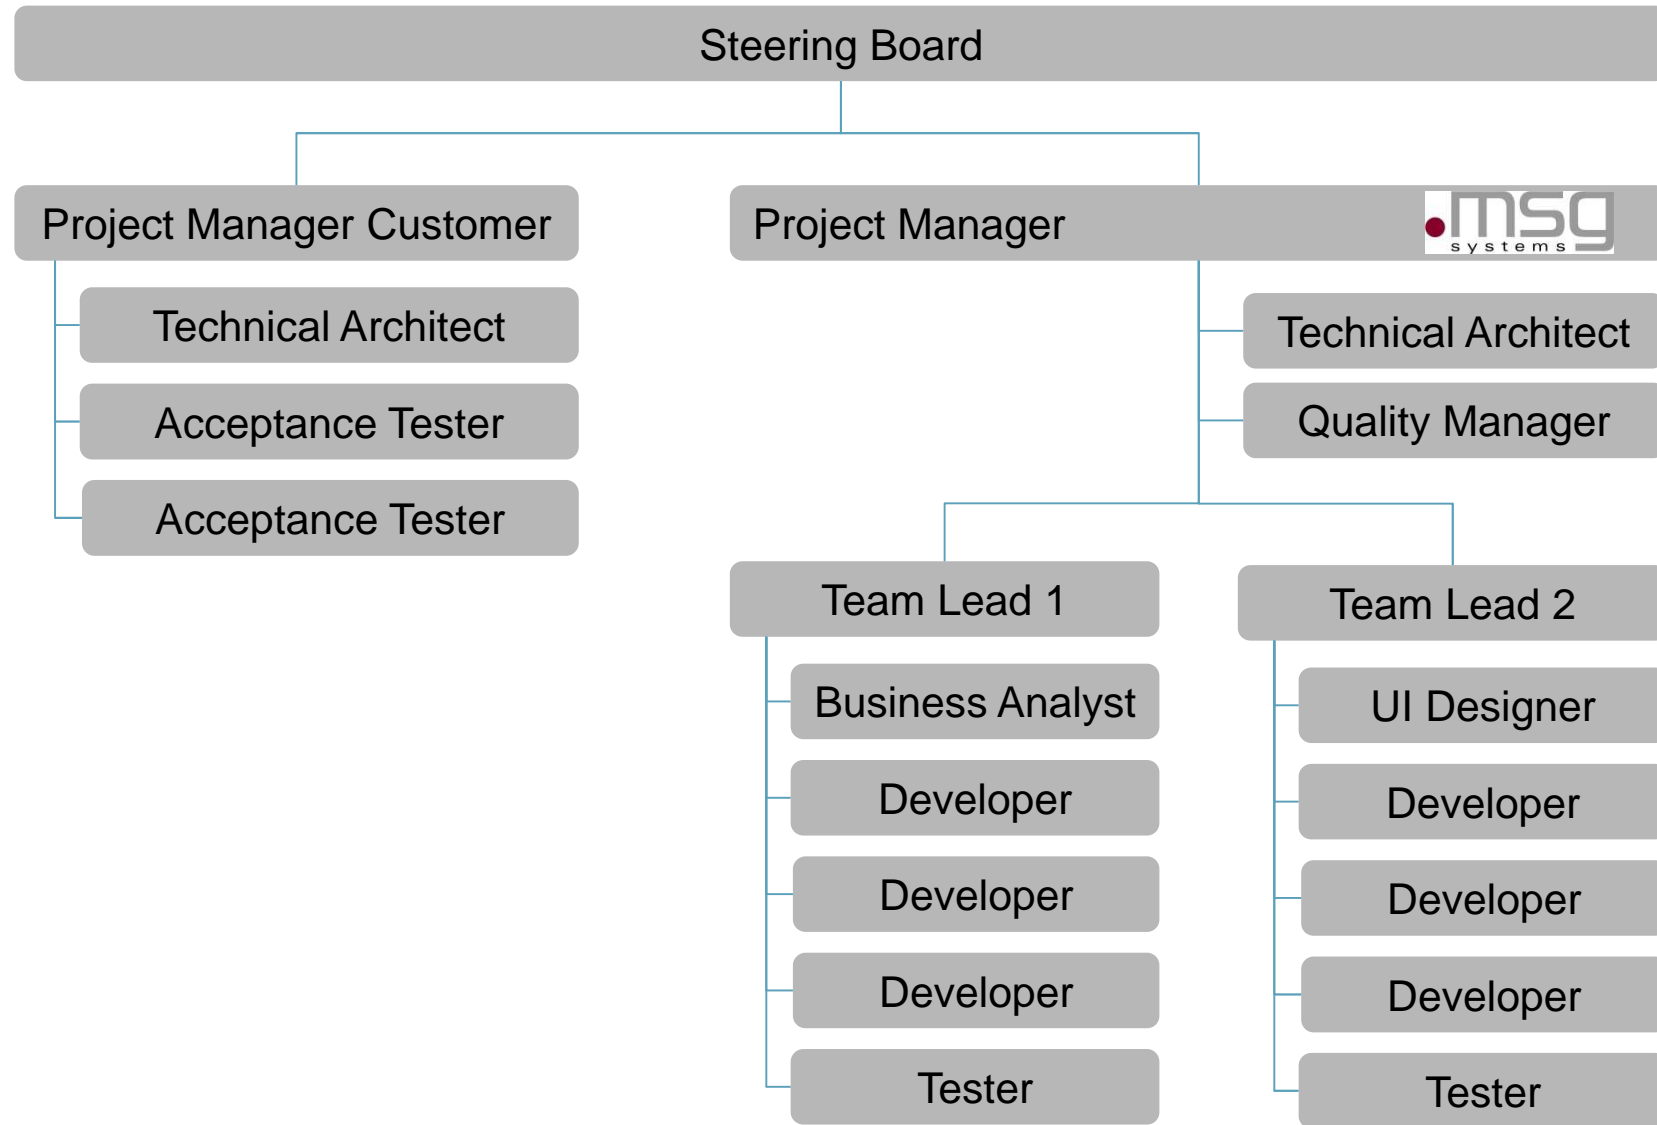 Steering Board
Project Manager Customer
Technical Architect
Acceptance Tester
Acceptance Tester
Project Manager
.msg
systems
Technical Architect
Quality Manager
Team Lead 1
Business Analyst
Developer
Developer
Developer
Tester
Team Lead 2
UI Designer
Developer
Developer
Developer
Tester